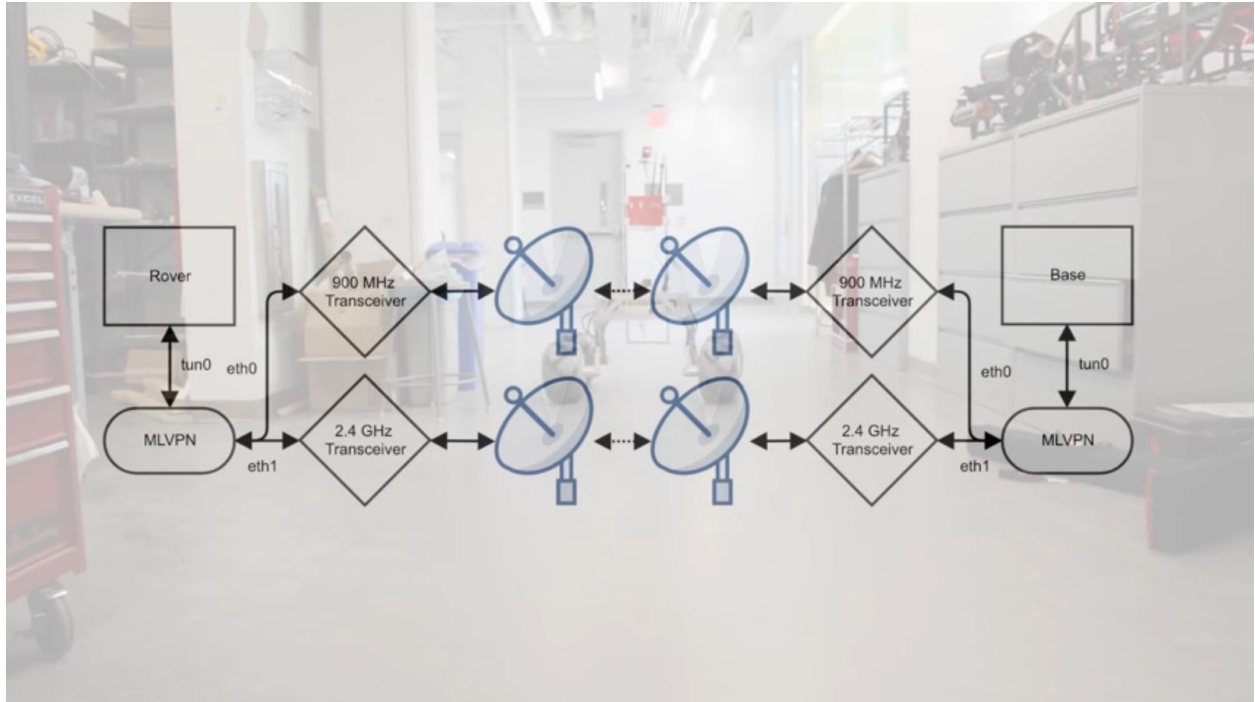 Rover
900 MHz
Transceiver
900 MHz
Transceiver
Base
tun0
eth0
eth0
tun0
MLVPN
2.4 GHz
Transceiver
2.4 GHz
Transceiver
MLVPN
eth1
eth1
EXCEL